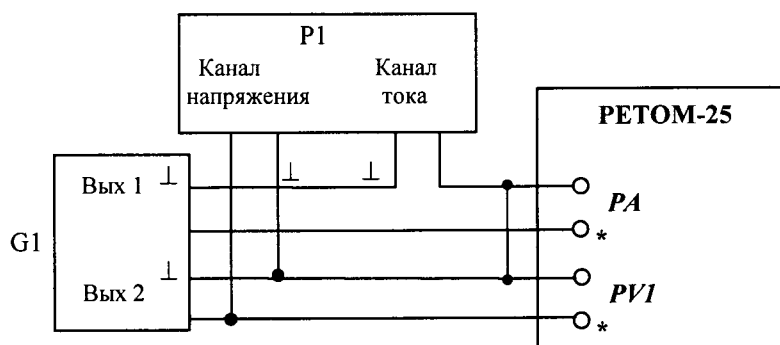 P1
Канал
напряжения
Канал
тока
РЕТОМ-25
G1
Вых 1 ⊥
⊥
⊥
PA
*
⊥
Вых 2
PV1
*